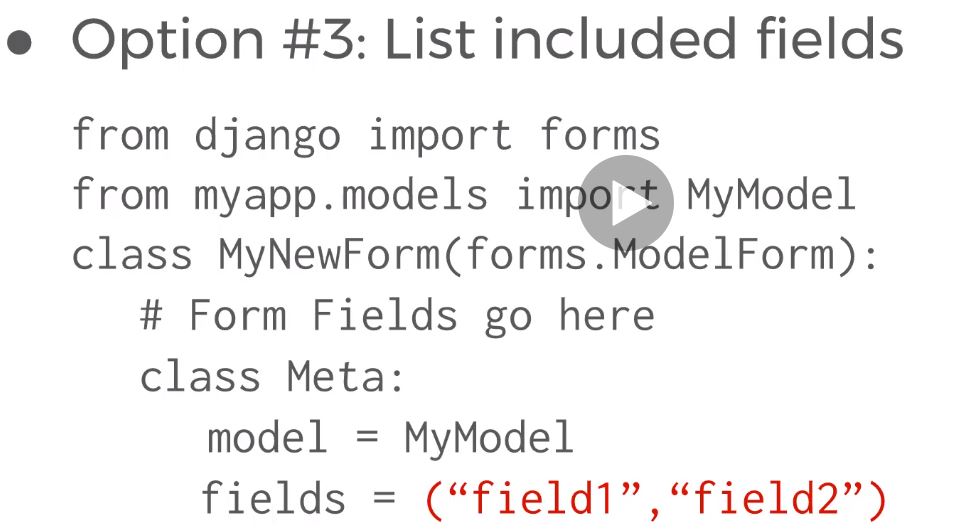 ● Option #3: List included fields
from django import forms
from myapp.models import MyModel
class MyNewForm(forms.ModelForm):
# Form Fields go here
class Meta:
model = MyModel
fields = (“field1”,“field2”)